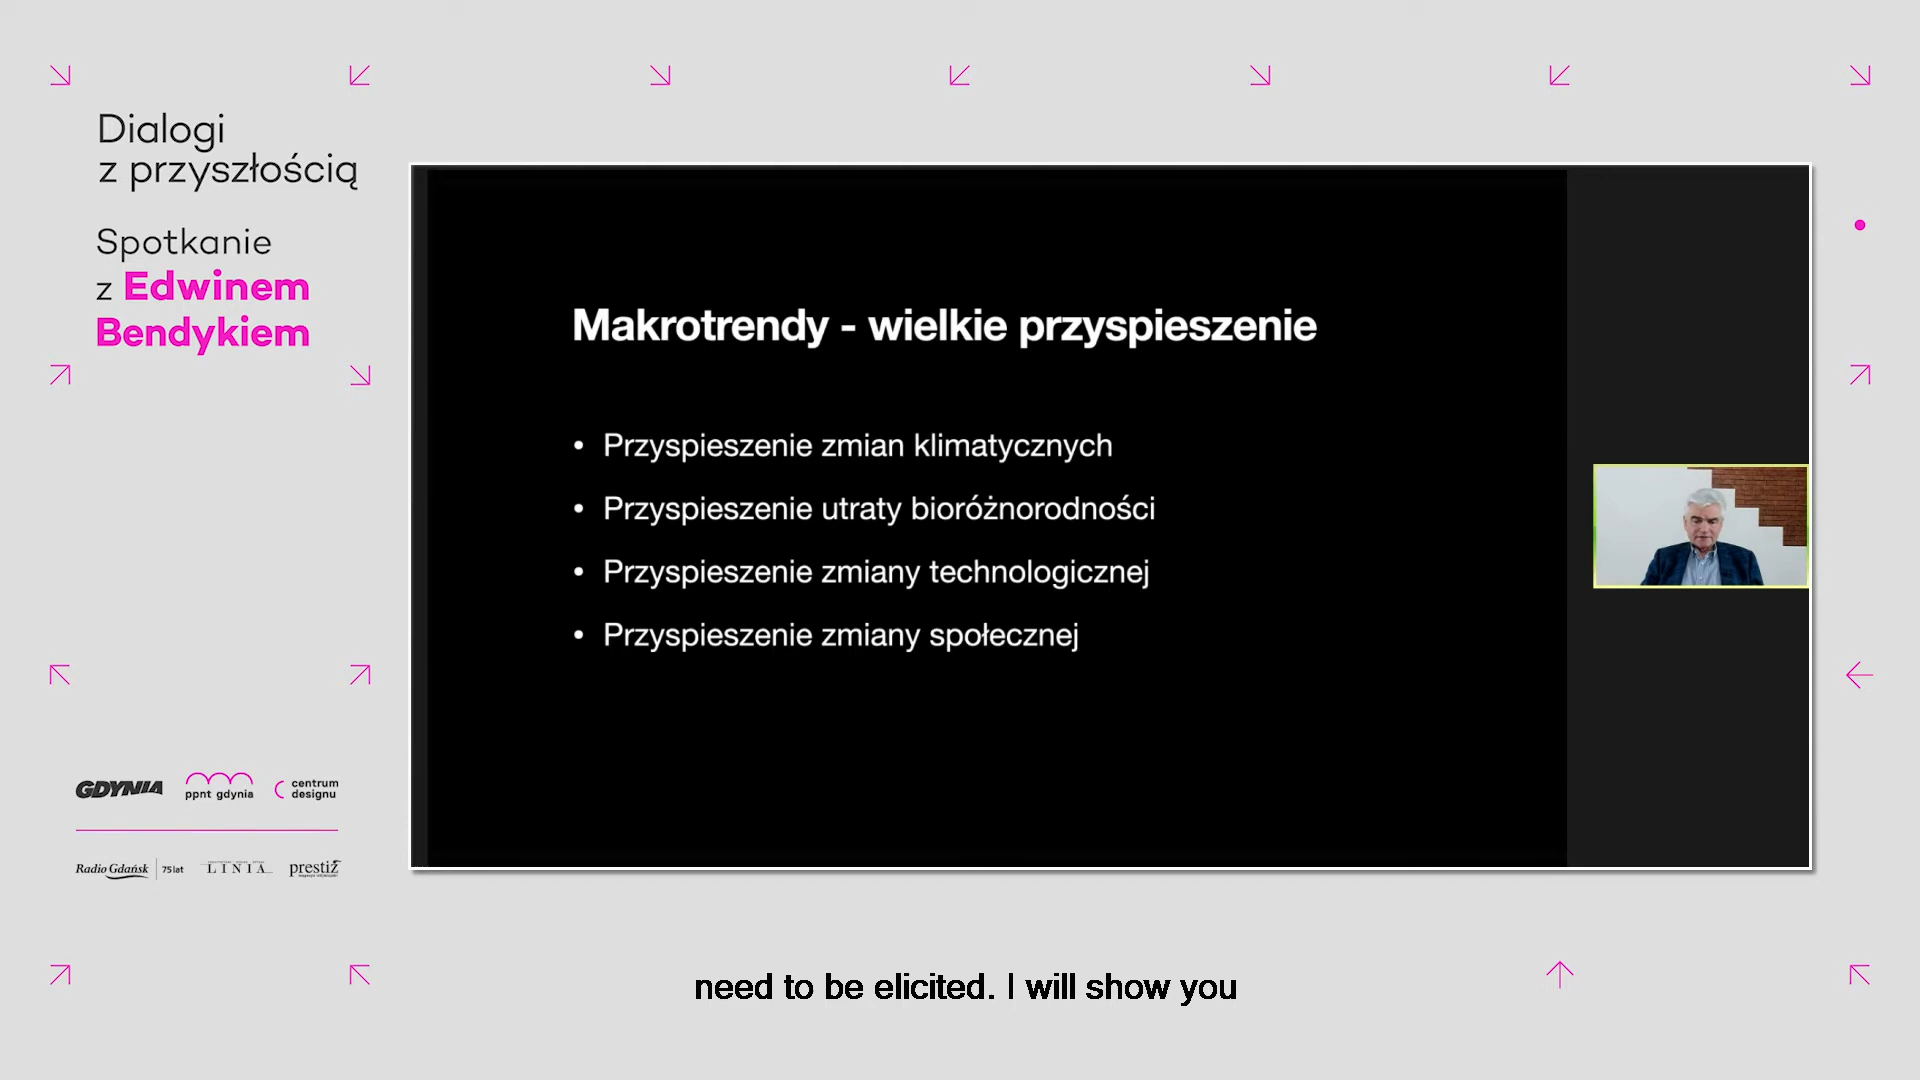 Dialogi
z przyszłością
Spotkanie
z Edwinem
Bendykiem
Makrotrendy - wielkie przyspieszenie
• Przyspieszenie zmian klimatycznych
• Przyspieszenie utraty bioróżnorodności
• Przyspieszenie zmiany technologicznej
• Przyspieszenie zmiany społecznej
GDYNIA
ppnt gdynia
centrum
designu
Radio Gdańsk 75 lat
LINIA
prestiż
need to be elicited. I will show you